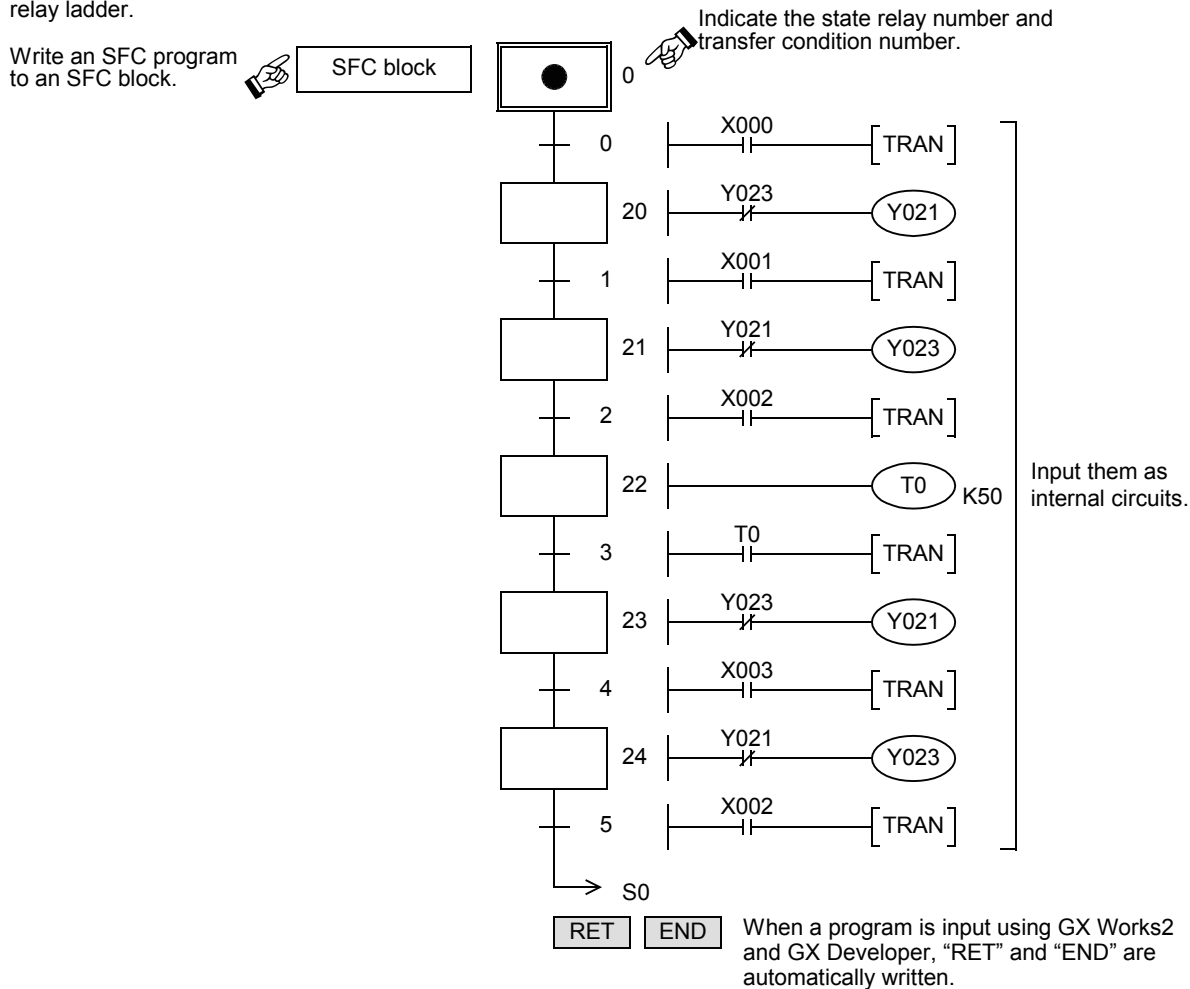 relay ladder.
Write an SFC program
to an SFC block.
SFC block
Indicate the state relay number and
transfer condition number.
0
0
X000
TRAN
20
Y023
Y021
1
X001
TRAN
21
Y021
Y023
2
X002
TRAN
22
T0
K50
Input them as
internal circuits.
3
T0
TRAN
23
Y023
Y021
4
X003
TRAN
24
Y021
Y023
5
X002
TRAN
S0
RET
END
When a program is input using GX Works2
and GX Developer, “RET” and “END” are
automatically written.